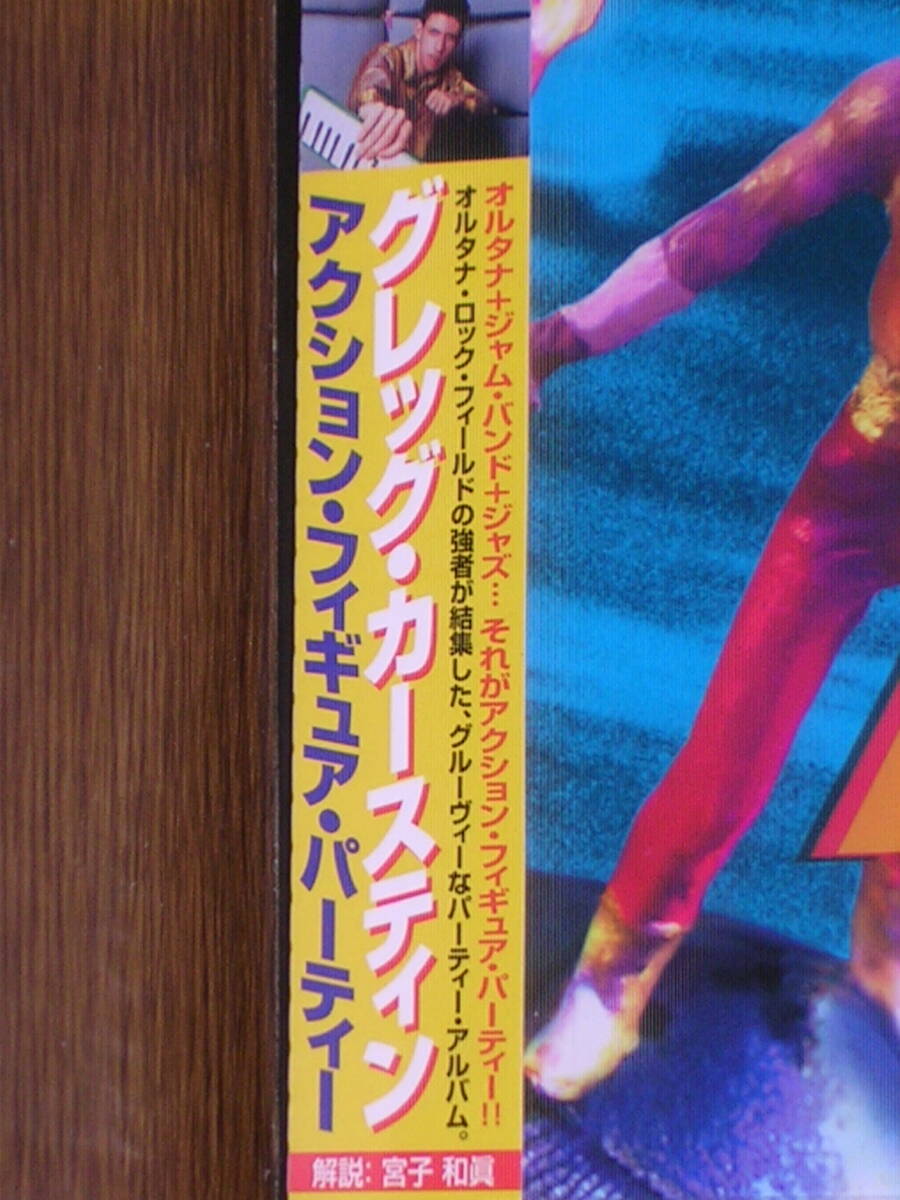 オルタナ+ジャム・バンド+ジャズ… それがアクション・フィギュア・パーティー!!
オルタナ・ロック・フィールドの強者が結集した、グルーヴィーなパーティー・アルバム。
グレッグ・カースティン
アクション・フィギュア・パーティー
解説: 宮子 和眞